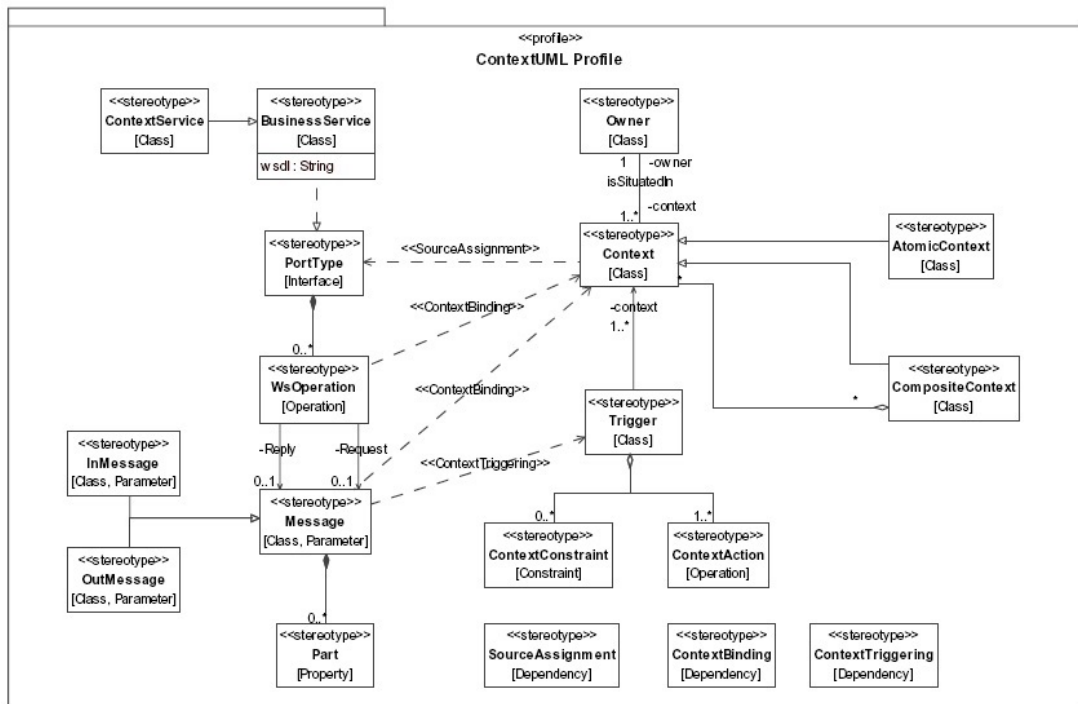 <<profile>>
ContextUML Profile
<<stereotype>>
ContextService
[Class]
<<stereotype>>
BusinessService
[Class]
wsdl : String
<<stereotype>>
Owner
[Class]
1
-owner
isSituatedIn
-context
1..*
<<stereotype>>
PortType
[Interface]
<<SourceAssignment>>
<<stereotype>>
Context
[Class]
<<stereotype>>
AtomicContext
[Class]
*
<<ContextBinding>>
-context
1..*
0..*
<<stereotype>>
WsOperation
[Operation]
<<ContextBinding>>
<<stereotype>>
CompositeContext
[Class]
*
<<stereotype>>
Trigger
[Class]
-Reply
-Request
<<stereotype>>
InMessage
[Class, Parameter]
<<ContextTriggering>>
0..1
0..1
<<stereotype>>
Message
[Class, Parameter]
0..*
1..*
<<stereotype>>
ContextConstraint
[Constraint]
<<stereotype>>
ContextAction
[Operation]
<<stereotype>>
OutMessage
[Class, Parameter]
0..*
<<stereotype>>
Part
[Property]
<<stereotype>>
SourceAssignment
[Dependency]
<<stereotype>>
ContextBinding
[Dependency]
<<stereotype>>
ContextTriggering
[Dependency]